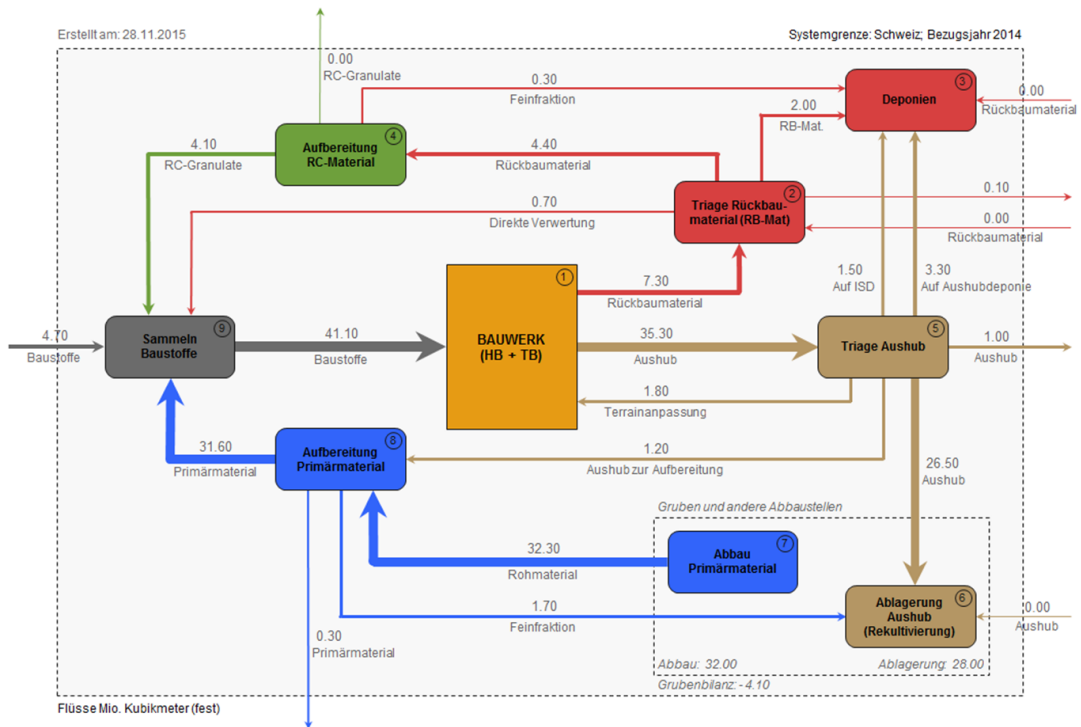 Erstellt am: 28.11.2015
Systemgrenze: Schweiz; Bezugsjahr 2014
0.00
RC-Granulate
0.30
Feinfraktion
3
Deponien
0.00
Rückbaumaterial
2.00
RB-Mat.
4
Aufbereitung
RC-Material
4.10
RC-Granulate
4.40
Rückbaumaterial
2
Triage Rückbau-
material (RB-Mat)
0.10
0.70
Direkte Verwertung
0.00
Rückbaumaterial
1
BAUWERK
(HB + TB)
7.30
Rückbaumaterial
1.50
Auf ISD
3.30
Auf Aushubdeponie
4.70
Baustoffe
9
Sammeln
Baustoffe
41.10
Baustoffe
35.30
Aushub
5
Triage Aushub
1.00
Aushub
1.80
Terrainanpassung
31.60
Primärmaterial
8
Aufbereitung
Primärmaterial
1.20
Aushub zur Aufbereitung
26.50
Aushub
Gruben und andere Abbaustellen
32.30
Rohmaterial
7
Abbau
Primärmaterial
1.70
Feinfraktion
6
Ablagerung
Aushub
(Rekultivierung)
0.00
Aushub
0.30
Primärmaterial
Abbau: 32.00
Ablagerung: 28.00
Grubenbilanz: - 4.10
Flüsse Mio. Kubikmeter (fest)